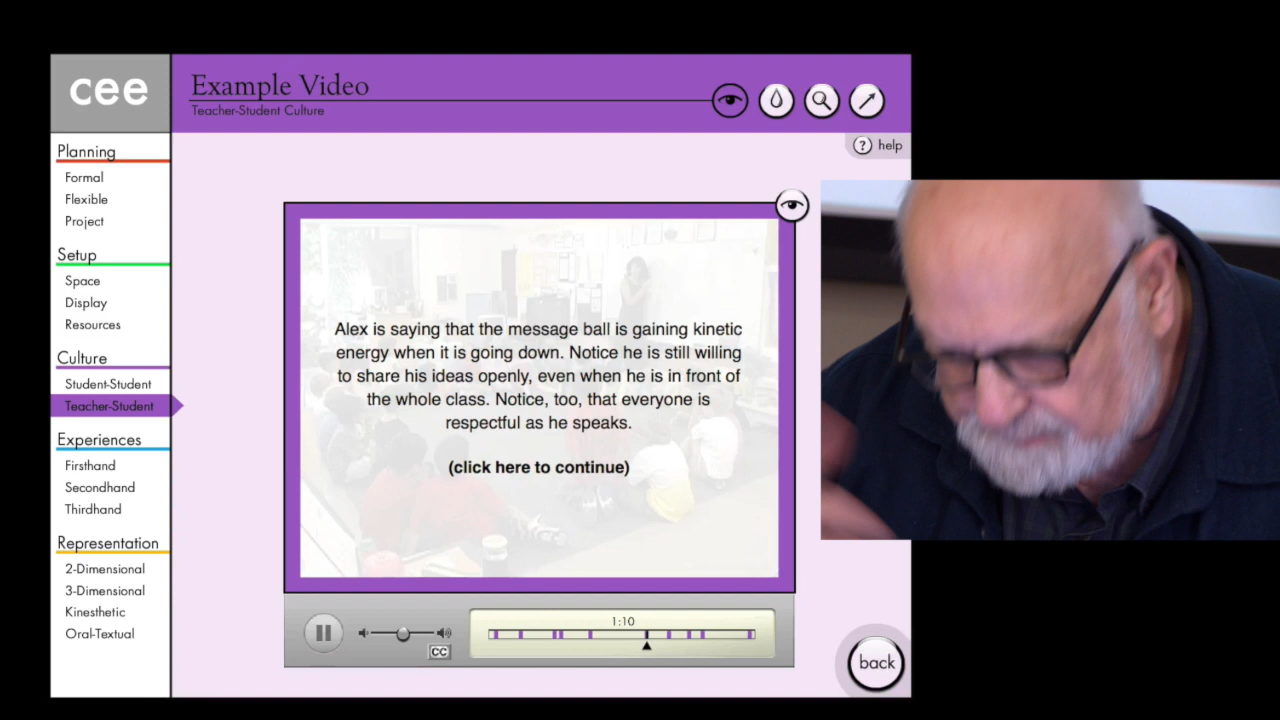 cee
Example Video
Teacher-Student Culture
? help
Planning
Formal
Flexible
Project
Setup
Space
Display
Resources
Culture
Student-Student
Teacher-Student
Experiences
Firsthand
Secondhand
Thirdhand
Representation
2-Dimensional
3-Dimensional
Kinesthetic
Oral-Textual
Alex is saying that the message ball is gaining kinetic
energy when it is going down. Notice he is still willing
to share his ideas openly, even when he is in front of
the whole class. Notice, too, that everyone is
respectful as he speaks.
(click here to continue)
1:10
CC
back